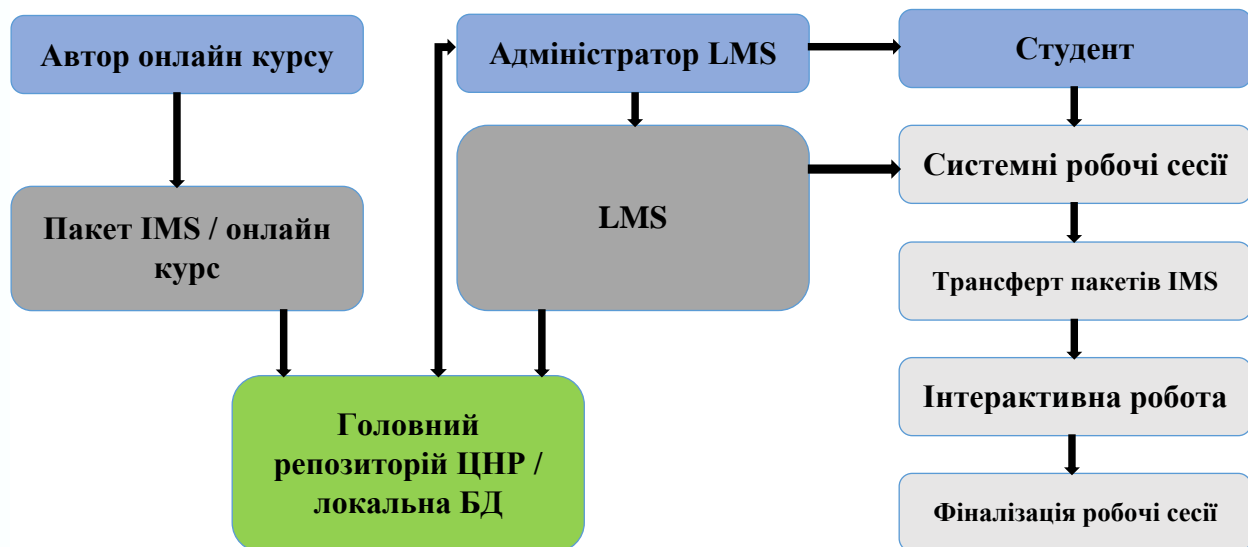 Автор онлайн курсу
Адміністратор LMS
Студент
Пакет IMS / онлайн
курс
LMS
Системні робочі сесії
Трансферт пакетів IMS
Інтерактивна робота
Головний
репозиторій ЦНР /
локальна БД
Фіналізація робочі сесії